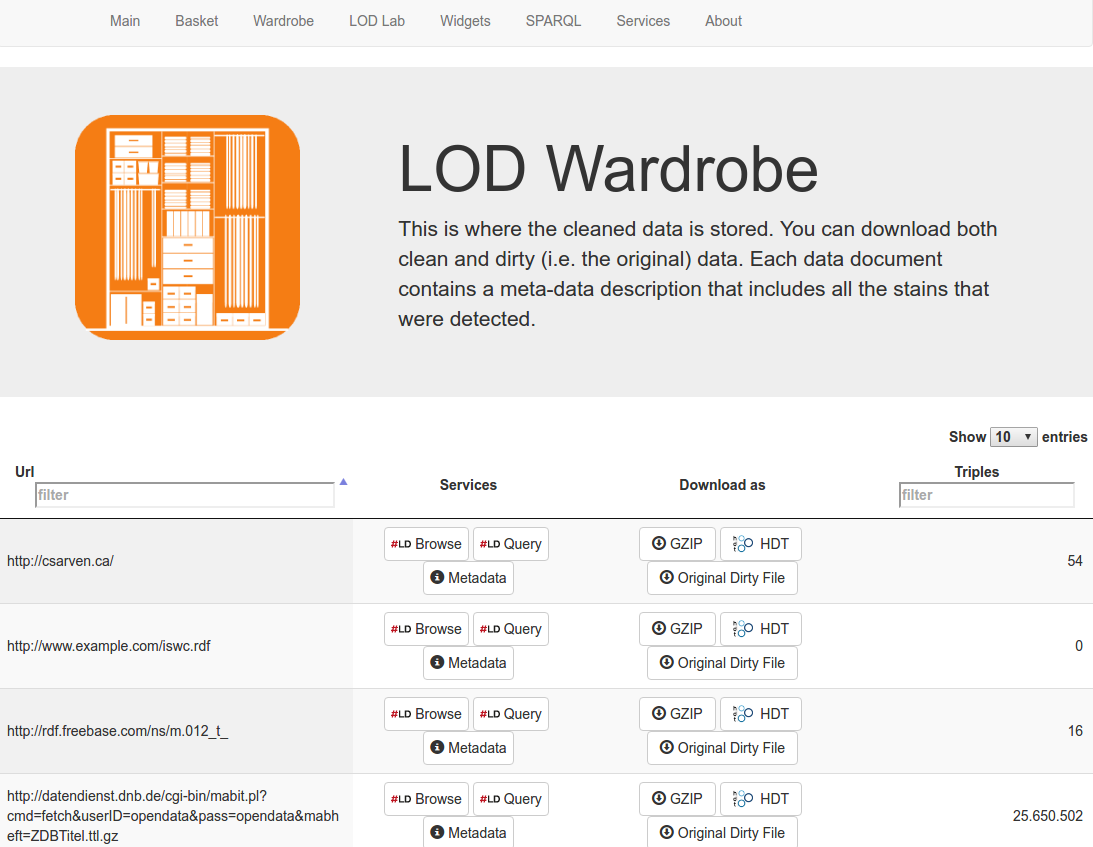 Main Basket Wardrobe LOD Lab Widgets SPARQL Services About
LOD Wardrobe
This is where the cleaned data is stored. You can download both
clean and dirty (i.e. the original) data. Each data document
contains a meta-data description that includes all the stains that
were detected.
Show 10 entries
Url Services Download as Triples
filter filter
http://csarven.ca/ #LD Browse #LD Query GZIP hdt HDT 54
Metadata Original Dirty File
http://www.example.com/iswc.rdf #LD Browse #LD Query GZIP hdt HDT 0
Metadata Original Dirty File
http://rdf.freebase.com/ns/m.012_t_ #LD Browse #LD Query GZIP hdt HDT 16
Metadata Original Dirty File
http://datendienst.dnb.de/cgi-bin/mabit.pl? #LD Browse #LD Query GZIP hdt HDT
cmd=fetch&userID=opendata&pass=opendata&mabh 25.650.502
eft=ZDBTitel.ttl.gz Metadata Original Dirty File